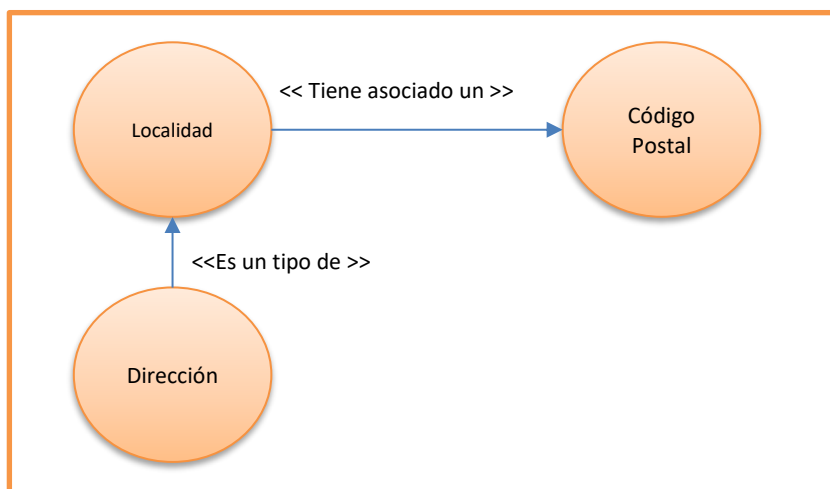 << Tiene asociado un >>
Localidad
Código
Postal
<<Es un tipo de >>
Dirección